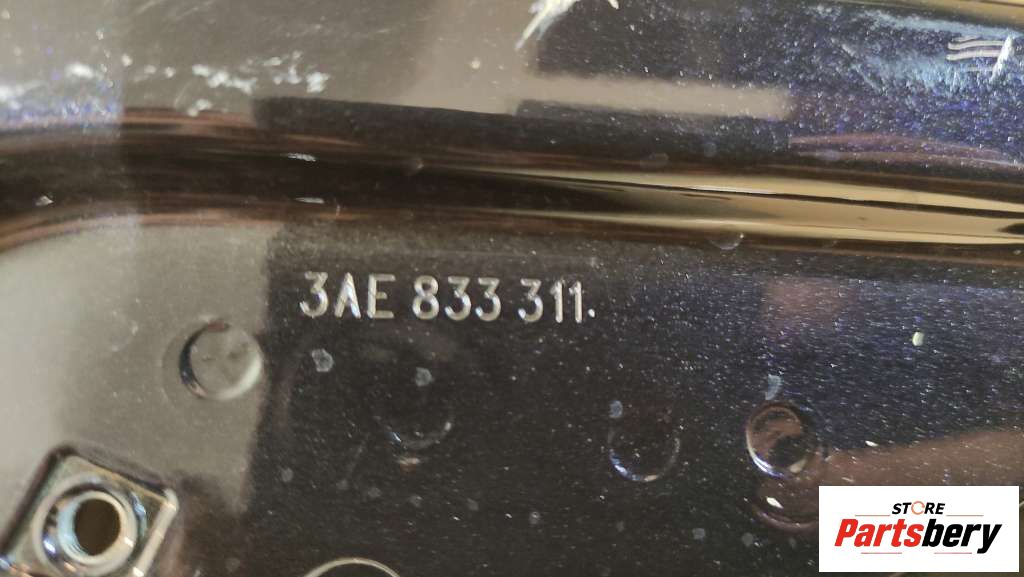 3AE 833 311.
STORE
Partsbery